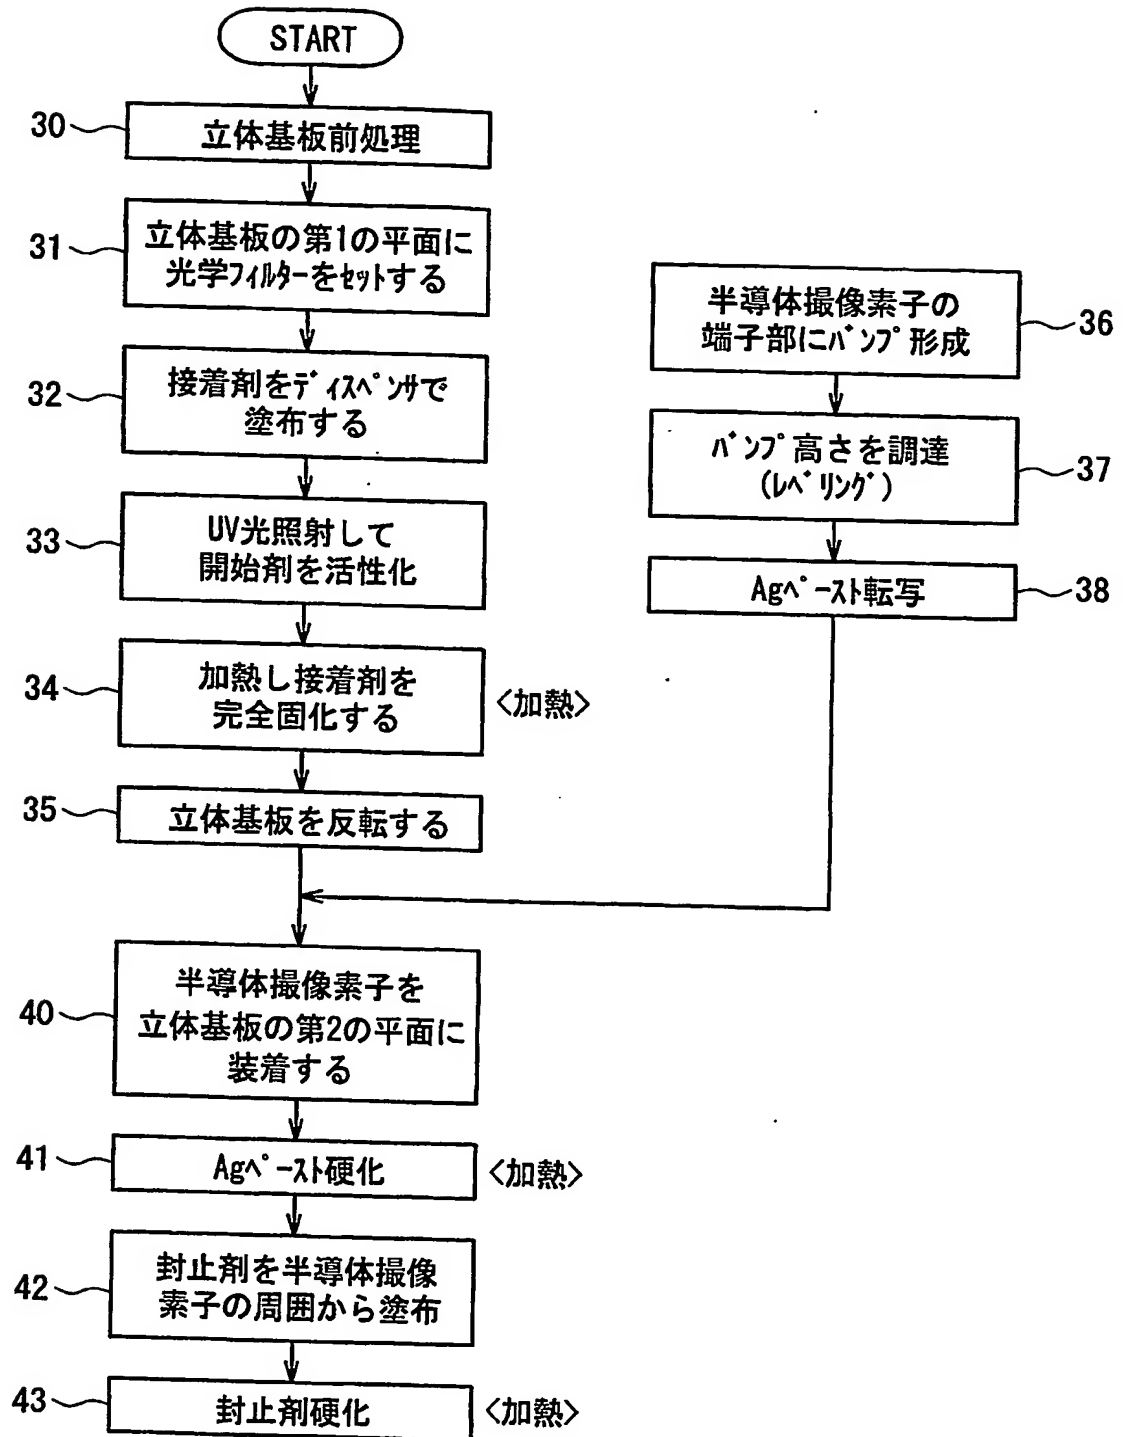 START
30
立体基板前処理
31
立体基板の第1の平面に
光学フィルターをセットする
32
接着剤をディスペンサで
塗布する
33
UV光照射して
開始剤を活性化
34
加熱し接着剤を
完全固化する
<加熱>
35
立体基板を反転する
半導体撮像素子の
端子部にバンプ形成
36
バンプ高さを調達
(レベリング)
37
Agペースト転写
38
40
半導体撮像素子を
立体基板の第2の平面に
装着する
41
Agペースト硬化
<加熱>
42
封止剤を半導体撮像
素子の周囲から塗布
43
封止剤硬化
<加熱>